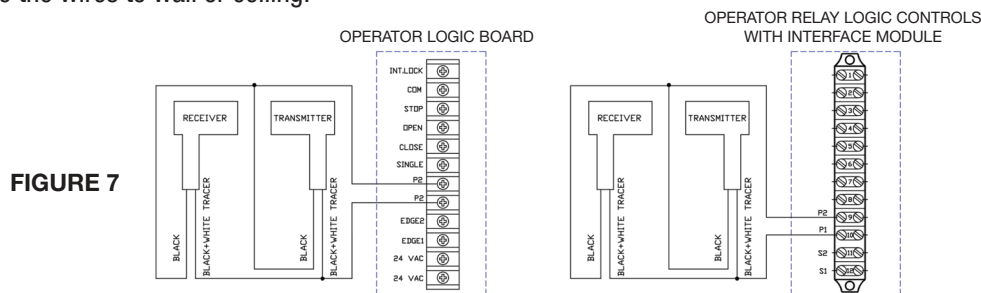 OPERATOR RELAY LOGIC CONTROLS
WITH INTERFACE MODULE
OPERATOR LOGIC BOARD
FIGURE 7
RECEIVER
TRANSMITTER
BLACK
BLACK+WHITE TRACER
BLACK
BLACK+WHITE TRACER
INT.LOCK
COM
STOP
OPEN
CLOSE
SINGLE
P2
P2
EDGE2
EDGE1
24 VAC
24 VAC
RECEIVER
TRANSMITTER
BLACK
BLACK+WHITE TRACER
BLACK
BLACK+WHITE TRACER
1
2
3
4
5
6
7
8
P2 9
P1 10
S2 11
S1 12